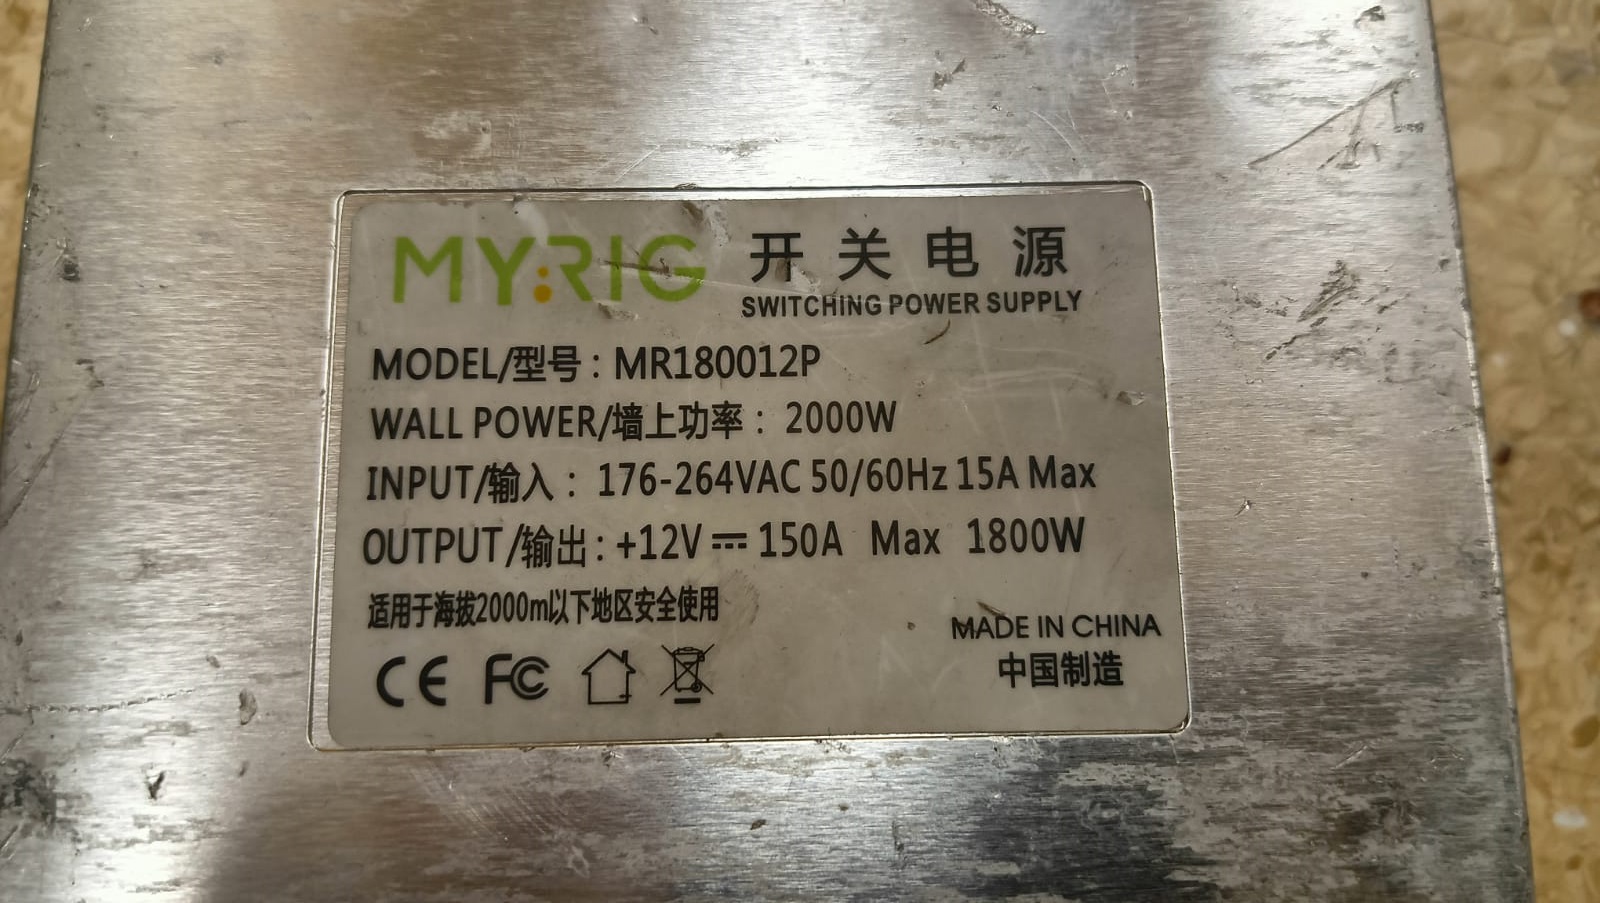 MYRIG 开关电源
SWITCHING POWER SUPPLY
MODEL/型号: MR180012P
WALL POWER/墙上功率: 2000W
INPUT/输入: 176-264VAC 50/60Hz 15A Max
OUTPUT/输出: +12V ⎓ 150A Max 1800W
适用于海拔2000m以下地区安全使用
MADE IN CHINA
中国制造
CE FC